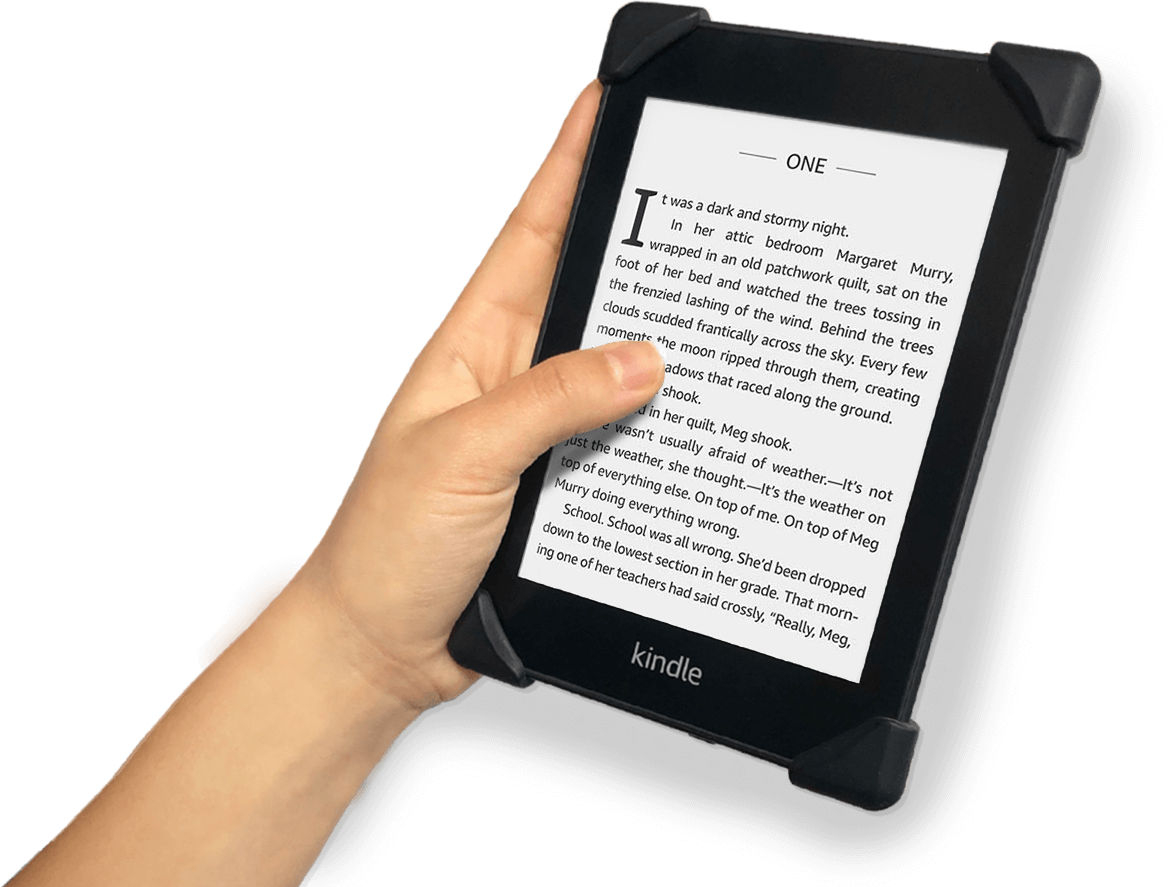 ONE
It was a dark and stormy night.
In her attic bedroom Margaret Murry,
wrapped in an old patchwork quilt, sat on the
foot of her bed and watched the trees tossing in
the frenzied lashing of the wind. Behind the trees
clouds scudded frantically across the sky. Every few
moments the moon ripped through them, creating
that raced along the ground.
shook.
in her quilt, Meg shook.
wasn't usually afraid of weather.—It's not
just the weather, she thought.—It's the weather on
top of everything else. On top of me. On top of Meg
Murry doing everything wrong.
School. School was all wrong. She'd been dropped
down to the lowest section in her grade. That morn-
ing one of her teachers had said crossly, “Really, Meg,
kindle